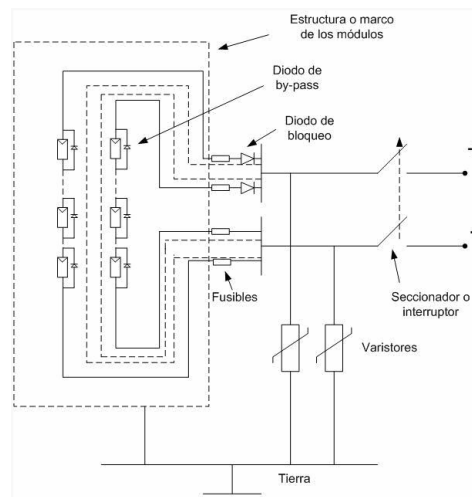 Estructura o marco
de los módulos
Diodo de
by-pass
Diodo de
bloqueo
Fusibles
Seccionador o
interruptor
Varistores
Tierra